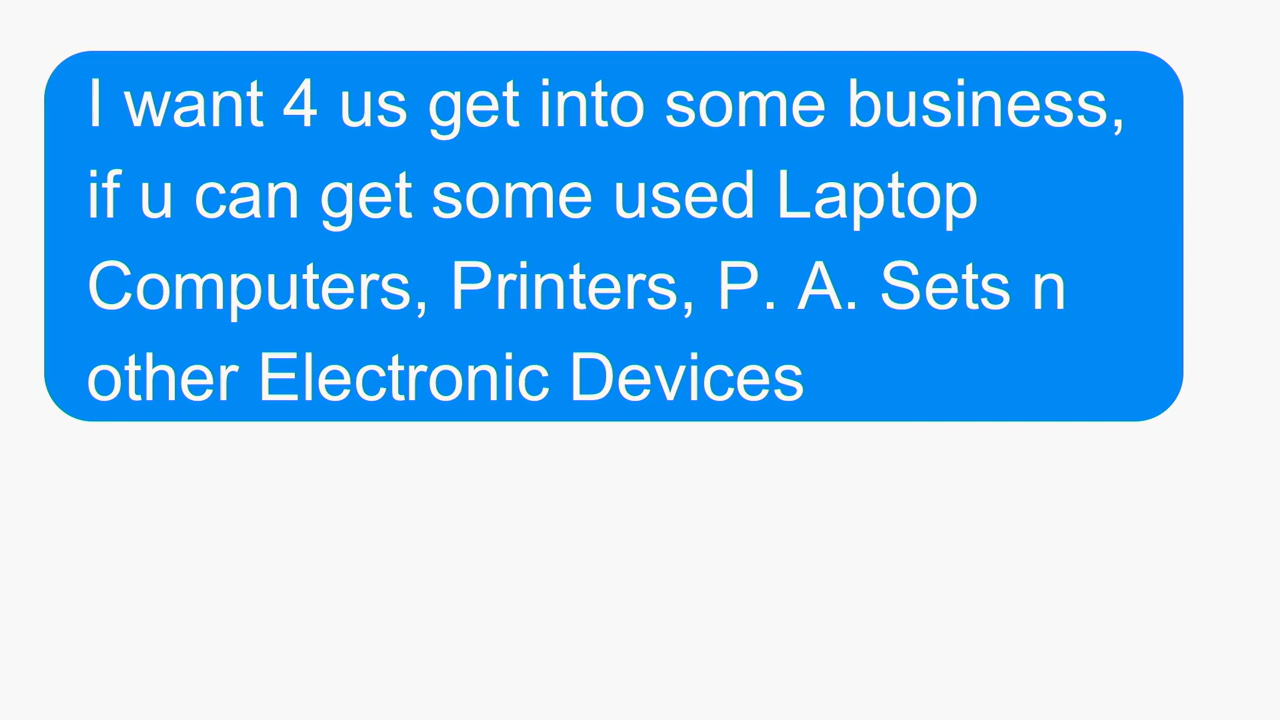 I want 4 us get into some business,
if u can get some used Laptop
Computers, Printers, P. A. Sets n
other Electronic Devices